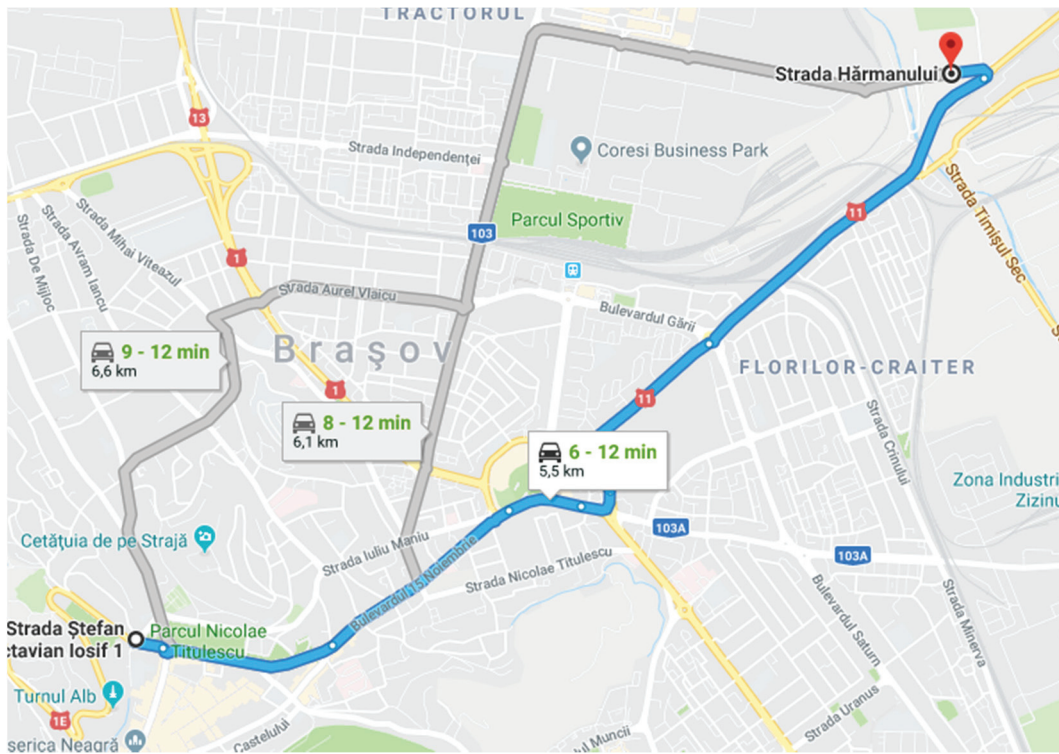 TRACTORUL
Strada Hărmanului
13
Strada Independenței
Coresi Business Park
Strada Timișul Sec
Parcul Sportiv
11
103
1
Strada De Mijloc
Strada Avram Iancu
Strada Mihai Viteazul
Strada Aurel Vlaicu
Bulevardul Gării
9 - 12 min
6,6 km
Brașov
FLORILOR-CRAITER
1
11
8 - 12 min
6,1 km
6 - 12 min
5,5 km
Strada Crinului
Zona Industri
Zizinu
Cetățuia de pe Strajă
Strada Iuliu Maniu
103A
103A
Strada Nicolae Titulescu
Bulevardul 15 Noiembrie
Strada Minerva
Bulevardul Saturn
Strada Ștefan
ctavian Iosif 1
Parcul Nicolae
Titulescu
Turnul Alb
1E
Castelului
Strada Uranus
ul Muncii
iserica Neagră